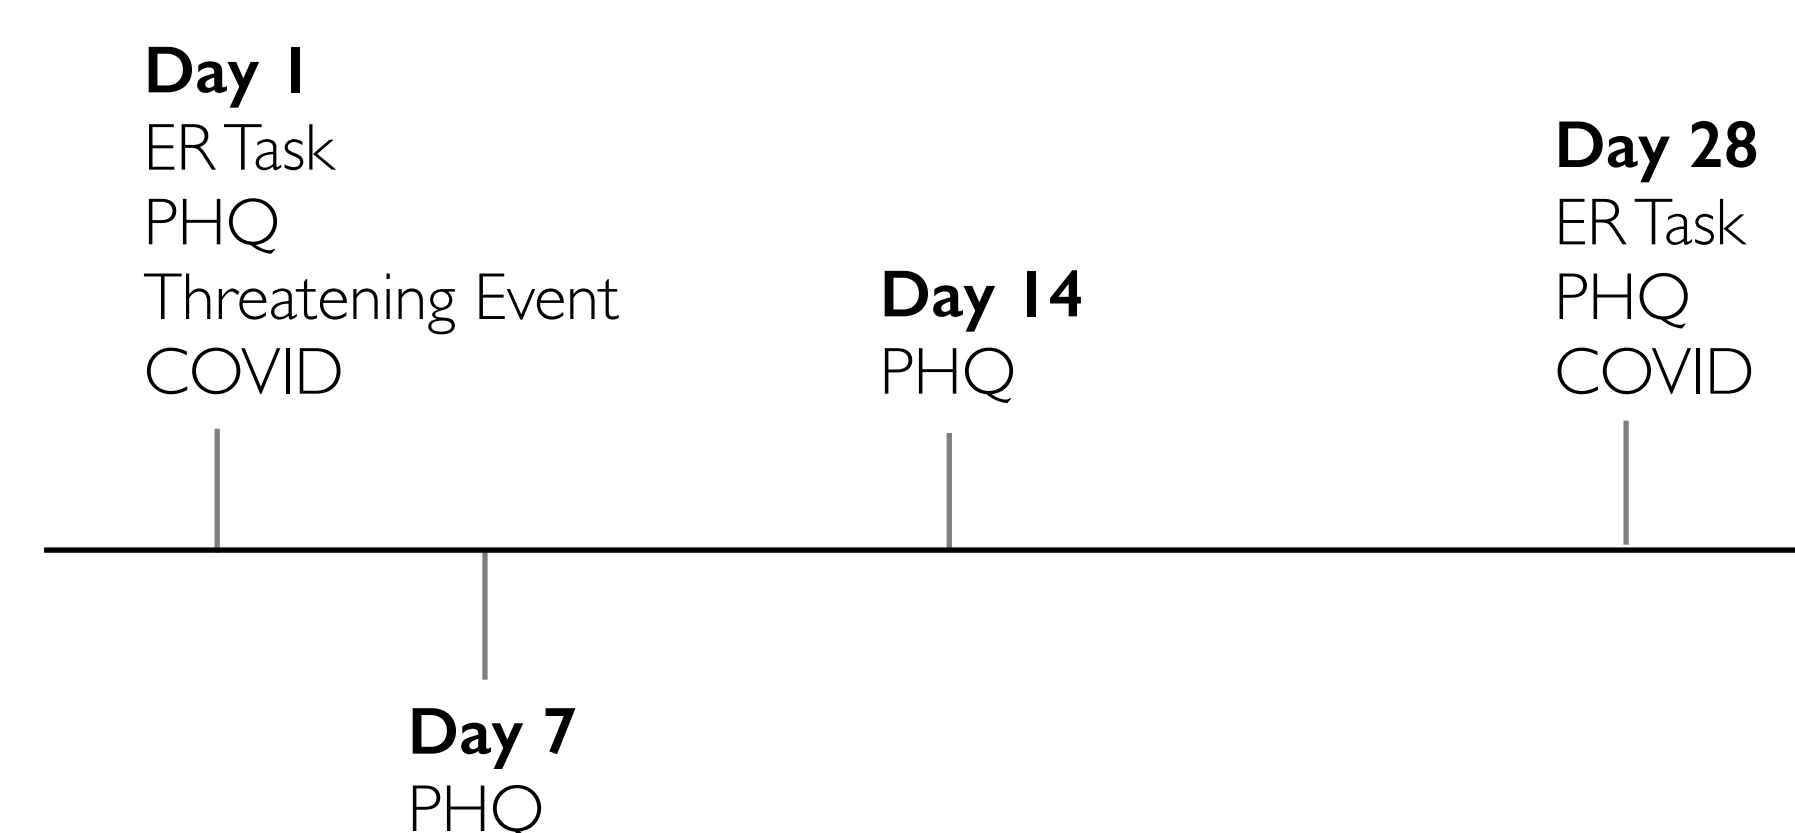 Day 1
ER Task
PHQ
Threatening Event
COVID
Day 7
PHQ
Day 14
PHQ
Day 28
ER Task
PHQ
COVID